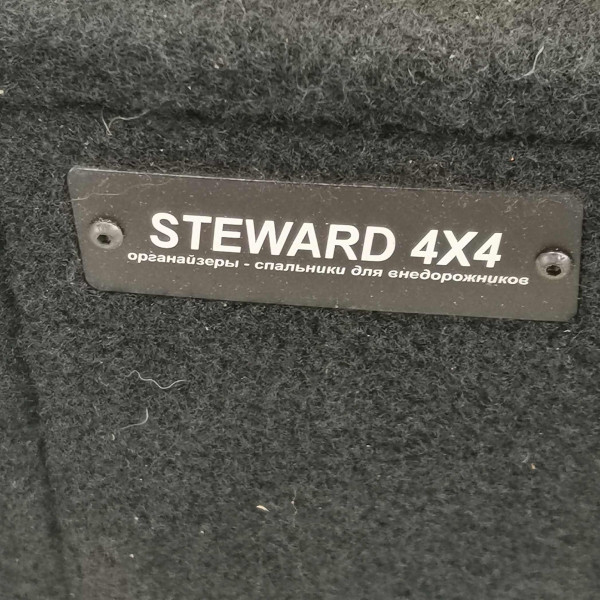 STEWARD 4X4
органайзеры - спальники для внедорожников